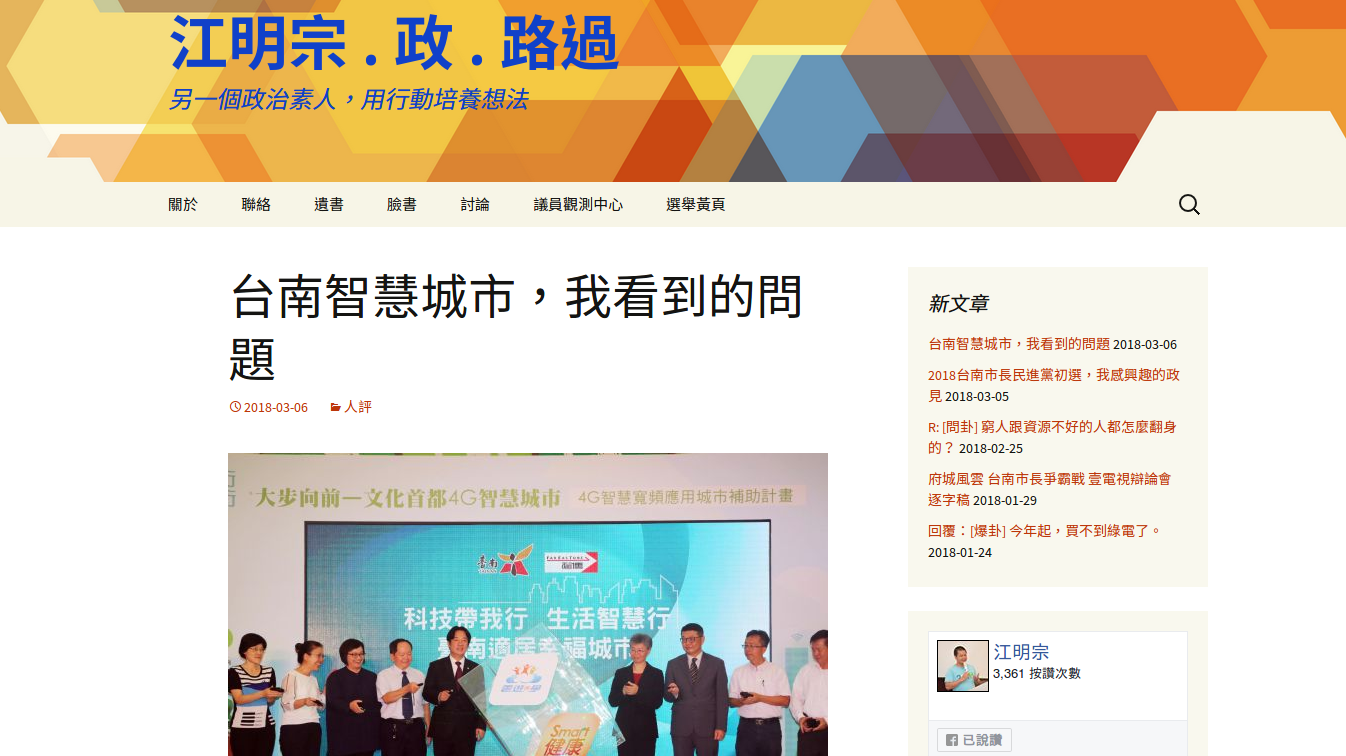 江明宗 . 政 . 路過
另一個政治素人，用行動培養想法
關於 聯絡 遺書 臉書 討論 議員觀測中心 選舉黃頁
台南智慧城市，我看到的問
題
2018-03-06 人評
大步向前—文化首都4G智慧城市 4G智慧寬頻應用城市補助計畫
臺南 FAREASTONE 遠傳電信
科技帶我行 生活智慧行
臺南適居幸福城市
Smart
健康
新文章
台南智慧城市，我看到的問題 2018-03-06
2018台南市長民進黨初選，我感興趣的政
見 2018-03-05
R: [問卦] 窮人跟資源不好的人都怎麼翻身
的？ 2018-02-25
府城風雲 台南市長爭霸戰 壹電視辯論會
逐字稿 2018-01-29
回覆：[爆卦] 今年起，買不到綠電了。
2018-01-24
江明宗
3,361 按讚次數
已說讚